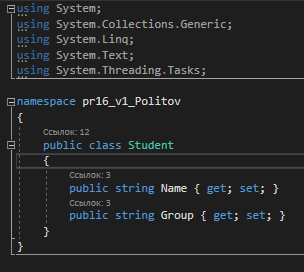 using System;
using System.Collections.Generic;
using System.Linq;
using System.Text;
using System.Threading.Tasks;
namespace pr16_v1_Politov
{
Ссылок: 12
public class Student
{
Ссылок: 3
public string Name { get; set; }
Ссылок: 3
public string Group { get; set; }
}
}